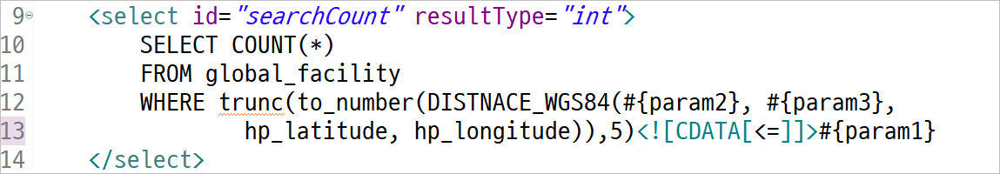 9 <select id="searchCount" resultType="int">
10 SELECT COUNT(*)
11 FROM global_facility
12 WHERE trunc(to_number(DISTNACE_WGS84(#{param2}, #{param3},
13 hp_latitude, hp_longitude)),5)<![CDATA[<=]]>#{param1}
14 </select>